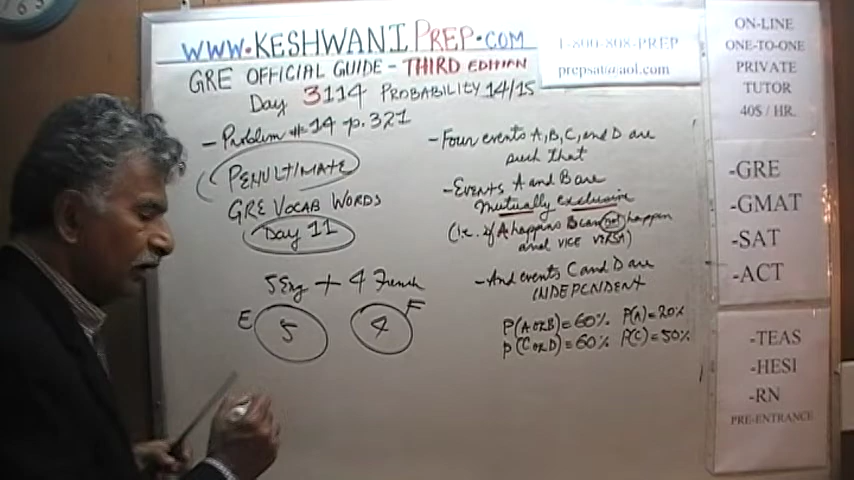 WWW.KESHWANIPREP.COM
GRE OFFICIAL GUIDE - THIRD EDITION
Day 3114 PROBABILITY 14/15
- Problem #14 p.321
PENULTIMATE
GRE VOCAB WORDS
Day 11
5 Eng + 4 French
E 5 4 F
- Four events A, B, C, and D are
such that
- Events A and B are
Mutually exclusive
(i.e. if A happens B can not happen
and VICE VERSA)
- And events C and D are
INDEPENDENT
P(A or B) = 60% P(A) = 20%
P(C or D) = 60% P(C) = 50%
1-800-808-PREP
prepsat@aol.com
ON-LINE
ONE-TO-ONE
PRIVATE
TUTOR
40$ / HR.
-GRE
-GMAT
-SAT
-ACT
-TEAS
-HESI
-RN
PRE-ENTRANCE